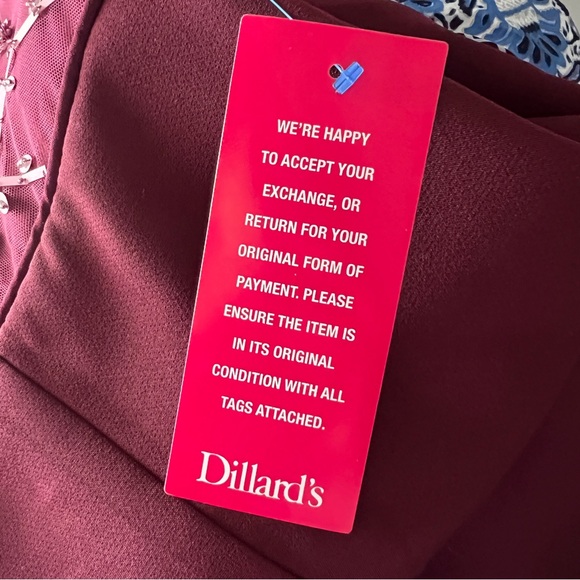 WE'RE HAPPY
TO ACCEPT YOUR
EXCHANGE, OR
RETURN FOR YOUR
ORIGINAL FORM OF
PAYMENT. PLEASE
ENSURE THE ITEM IS
IN ITS ORIGINAL
CONDITION WITH ALL
TAGS ATTACHED.
Dillard's